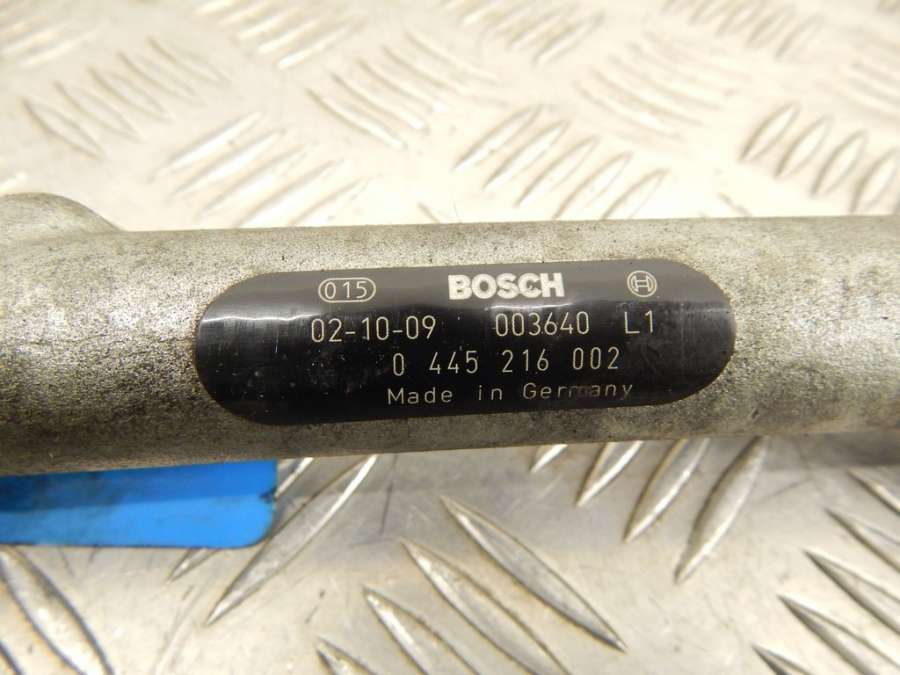 015 BOSCH
02-10-09 003640 L1
0 445 216 002
Made in Germany